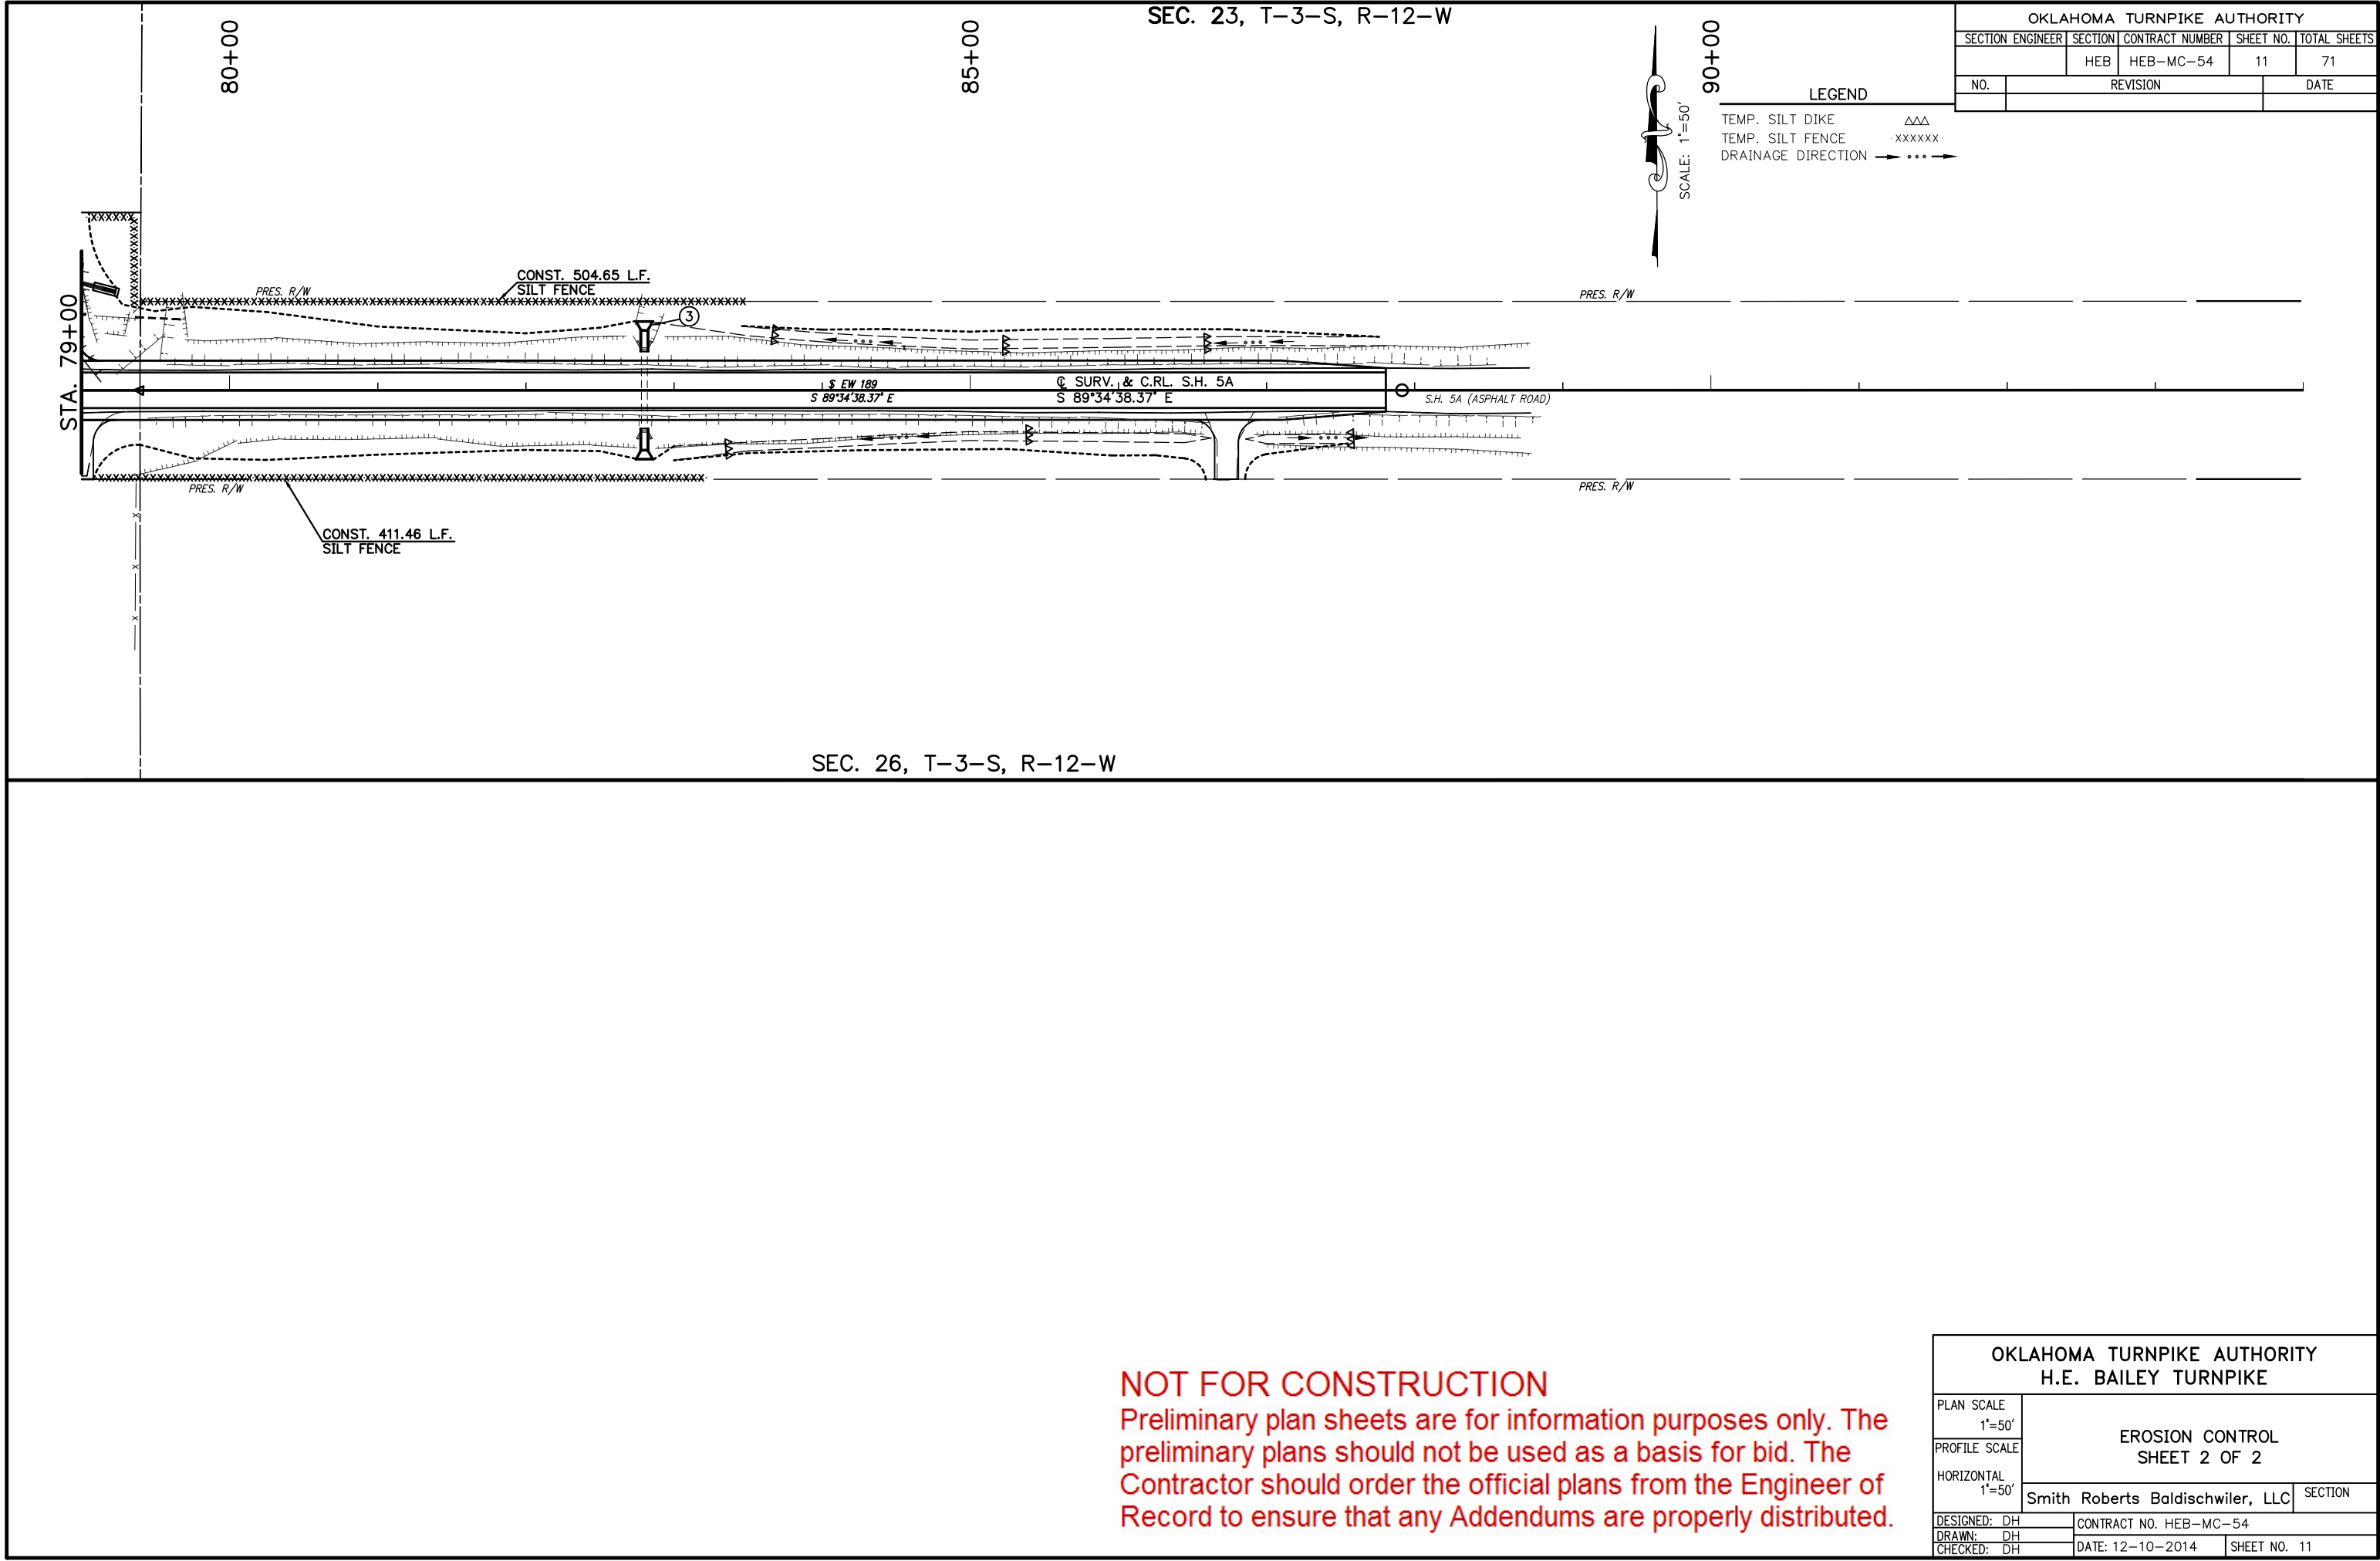 SEC. 23, T-3-S, R-12-W
80+00
85+00
90+00
OKLAHOMA TURNPIKE AUTHORITY
SECTION ENGINEER SECTION CONTRACT NUMBER SHEET NO. TOTAL SHEETS
HEB HEB-MC-54 11 71
NO. REVISION DATE
LEGEND
TEMP. SILT DIKE
TEMP. SILT FENCE XXXXXX
DRAINAGE DIRECTION
SCALE: 1"=50'
CONST. 504.65 L.F.
SILT FENCE
PRES. R/W
PRES. R/W
3
STA. 79+00
$ EW 189
S 89°34'38.37" E
℄ SURV. & C.RL. S.H. 5A
S 89°34'38.37" E
S.H. 5A (ASPHALT ROAD)
PRES. R/W
PRES. R/W
CONST. 411.46 L.F.
SILT FENCE
SEC. 26, T-3-S, R-12-W
NOT FOR CONSTRUCTION
Preliminary plan sheets are for information purposes only. The
preliminary plans should not be used as a basis for bid. The
Contractor should order the official plans from the Engineer of
Record to ensure that any Addendums are properly distributed.
OKLAHOMA TURNPIKE AUTHORITY
H.E. BAILEY TURNPIKE
PLAN SCALE
1"=50'
PROFILE SCALE
HORIZONTAL
1"=50'
EROSION CONTROL
SHEET 2 OF 2
Smith Roberts Baldischwiler, LLC SECTION
DESIGNED: DH
DRAWN: DH
CHECKED: DH
CONTRACT NO. HEB-MC-54
DATE: 12-10-2014 SHEET NO. 11